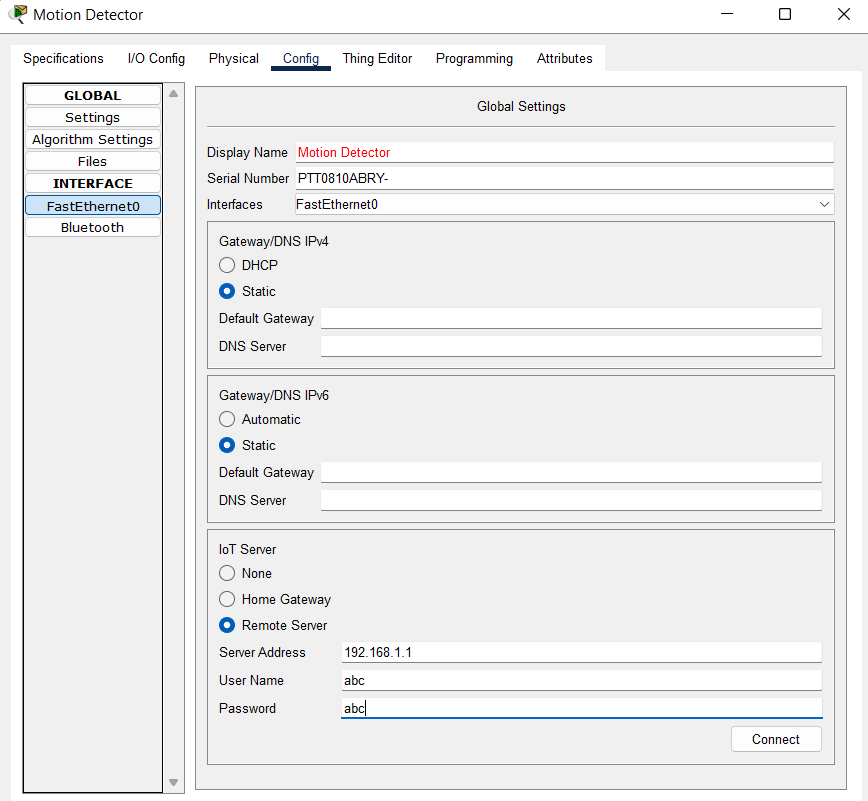 Motion Detector
Specifications I/O Config Physical Config Thing Editor Programming Attributes
GLOBAL
Settings
Algorithm Settings
Files
INTERFACE
FastEthernet0
Bluetooth
Global Settings
Display Name Motion Detector
Serial Number PTT0810ABRY-
Interfaces FastEthernet0
Gateway/DNS IPv4
DHCP
Static
Default Gateway
DNS Server
Gateway/DNS IPv6
Automatic
Static
Default Gateway
DNS Server
IoT Server
None
Home Gateway
Remote Server
Server Address 192.168.1.1
User Name abc
Password abc
Connect